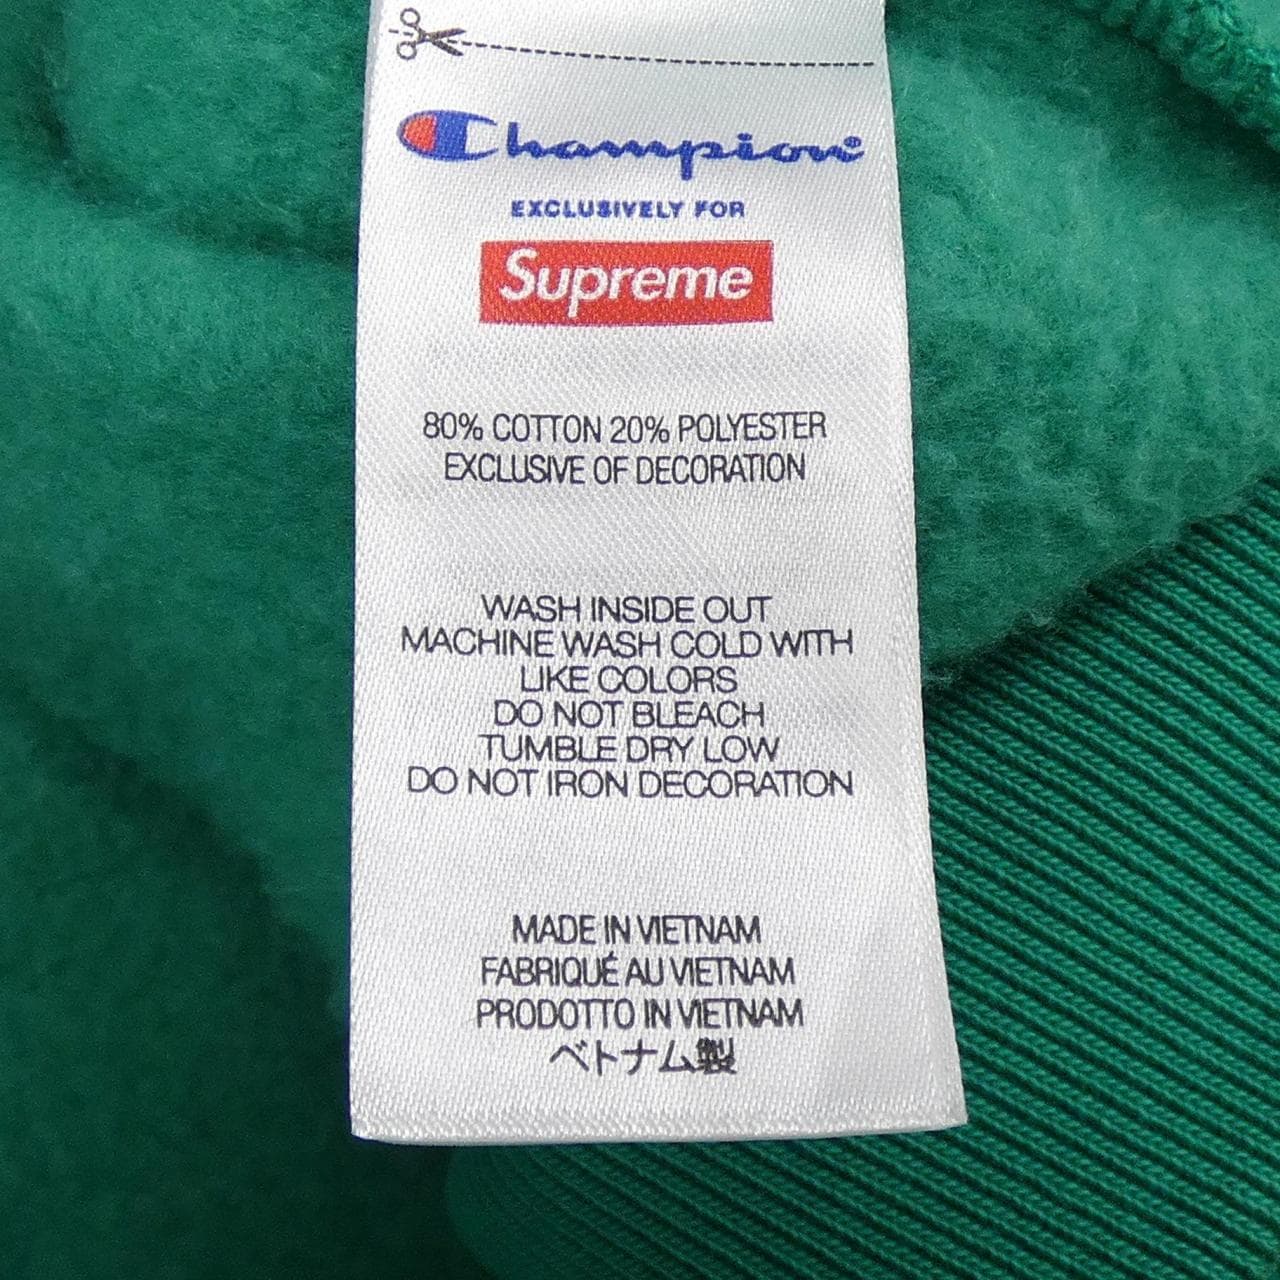 Champion
EXCLUSIVELY FOR
Supreme
80% COTTON 20% POLYESTER
EXCLUSIVE OF DECORATION
WASH INSIDE OUT
MACHINE WASH COLD WITH
LIKE COLORS
DO NOT BLEACH
TUMBLE DRY LOW
DO NOT IRON DECORATION
MADE IN VIETNAM
FABRIQUÉ AU VIETNAM
PRODOTTO IN VIETNAM
ベトナム製